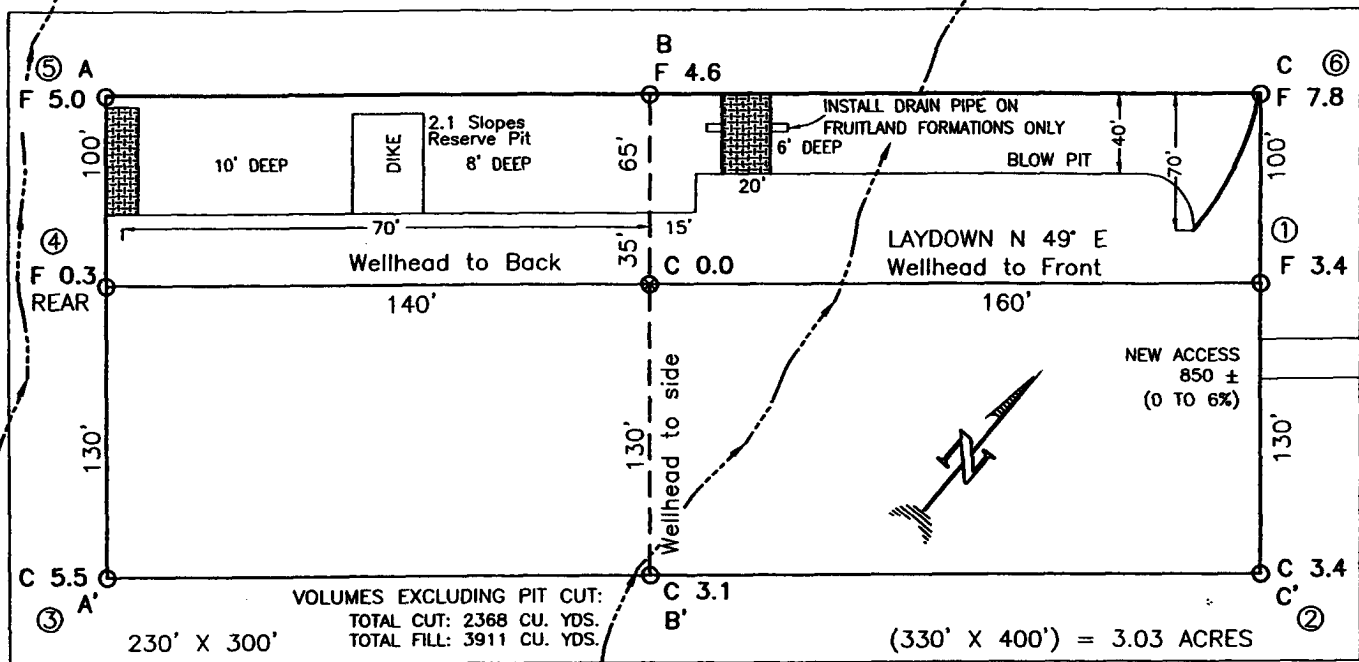 ⑤ A
B
C ⑥
F 5.0
F 4.6
F 7.8
100'
DIKE
2.1 Slopes
Reserve Pit
10' DEEP
8' DEEP
65'
INSTALL DRAIN PIPE ON
FRUITLAND FORMATIONS ONLY
6' DEEP
BLOW PIT
20'
40'
70'
100'
70'
15'
35'
④
F 0.3
REAR
Wellhead to Back
C 0.0
LAYDOWN N 49° E
Wellhead to Front
①
F 3.4
140'
160'
NEW ACCESS
850 ±
(0 TO 6%)
130'
130'
Wellhead to side
N
130'
C 5.5
A'
③
C 3.1
B'
C 3.4
C'
②
VOLUMES EXCLUDING PIT CUT:
TOTAL CUT: 2368 CU. YDS.
TOTAL FILL: 3911 CU. YDS.
230' X 300'
(330' X 400') = 3.03 ACRES